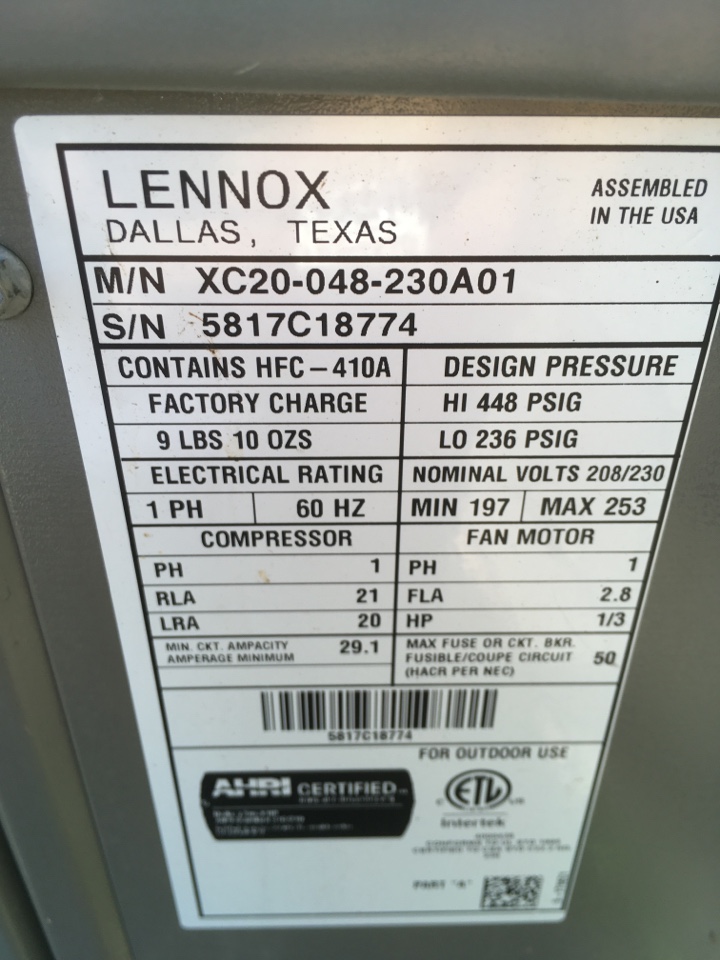 LENNOX
DALLAS, TEXAS
ASSEMBLED
IN THE USA
M/N XC20-048-230A01
S/N 5817C18774
CONTAINS HFC-410A
DESIGN PRESSURE
FACTORY CHARGE
HI 448 PSIG
9 LBS 10 OZS
LO 236 PSIG
ELECTRICAL RATING
NOMINAL VOLTS 208/230
1 PH 60 HZ
MIN 197 MAX 253
COMPRESSOR
FAN MOTOR
PH 1
PH 1
RLA 21
FLA 2.8
LRA 20
HP 1/3
MIN. CKT. AMPACITY
AMPERAGE MINIMUM
29.1
MAX FUSE OR CKT. BKR.
FUSIBLE/COUPE CIRCUIT
(HACR PER NEC)
50
5817C18774
FOR OUTDOOR USE
AHRI CERTIFIED
C ETL US
Intertek
PART "A"